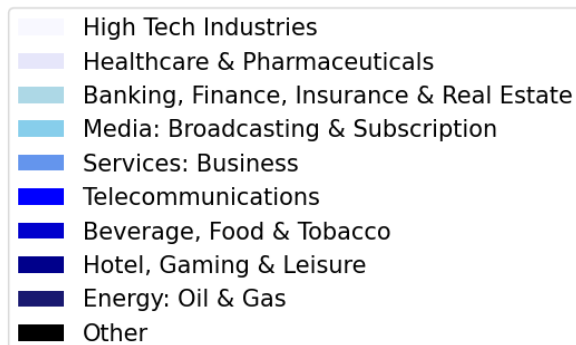 High Tech Industries
Healthcare & Pharmaceuticals
Banking, Finance, Insurance & Real Estate
Media: Broadcasting & Subscription
Services: Business
Telecommunications
Beverage, Food & Tobacco
Hotel, Gaming & Leisure
Energy: Oil & Gas
Other